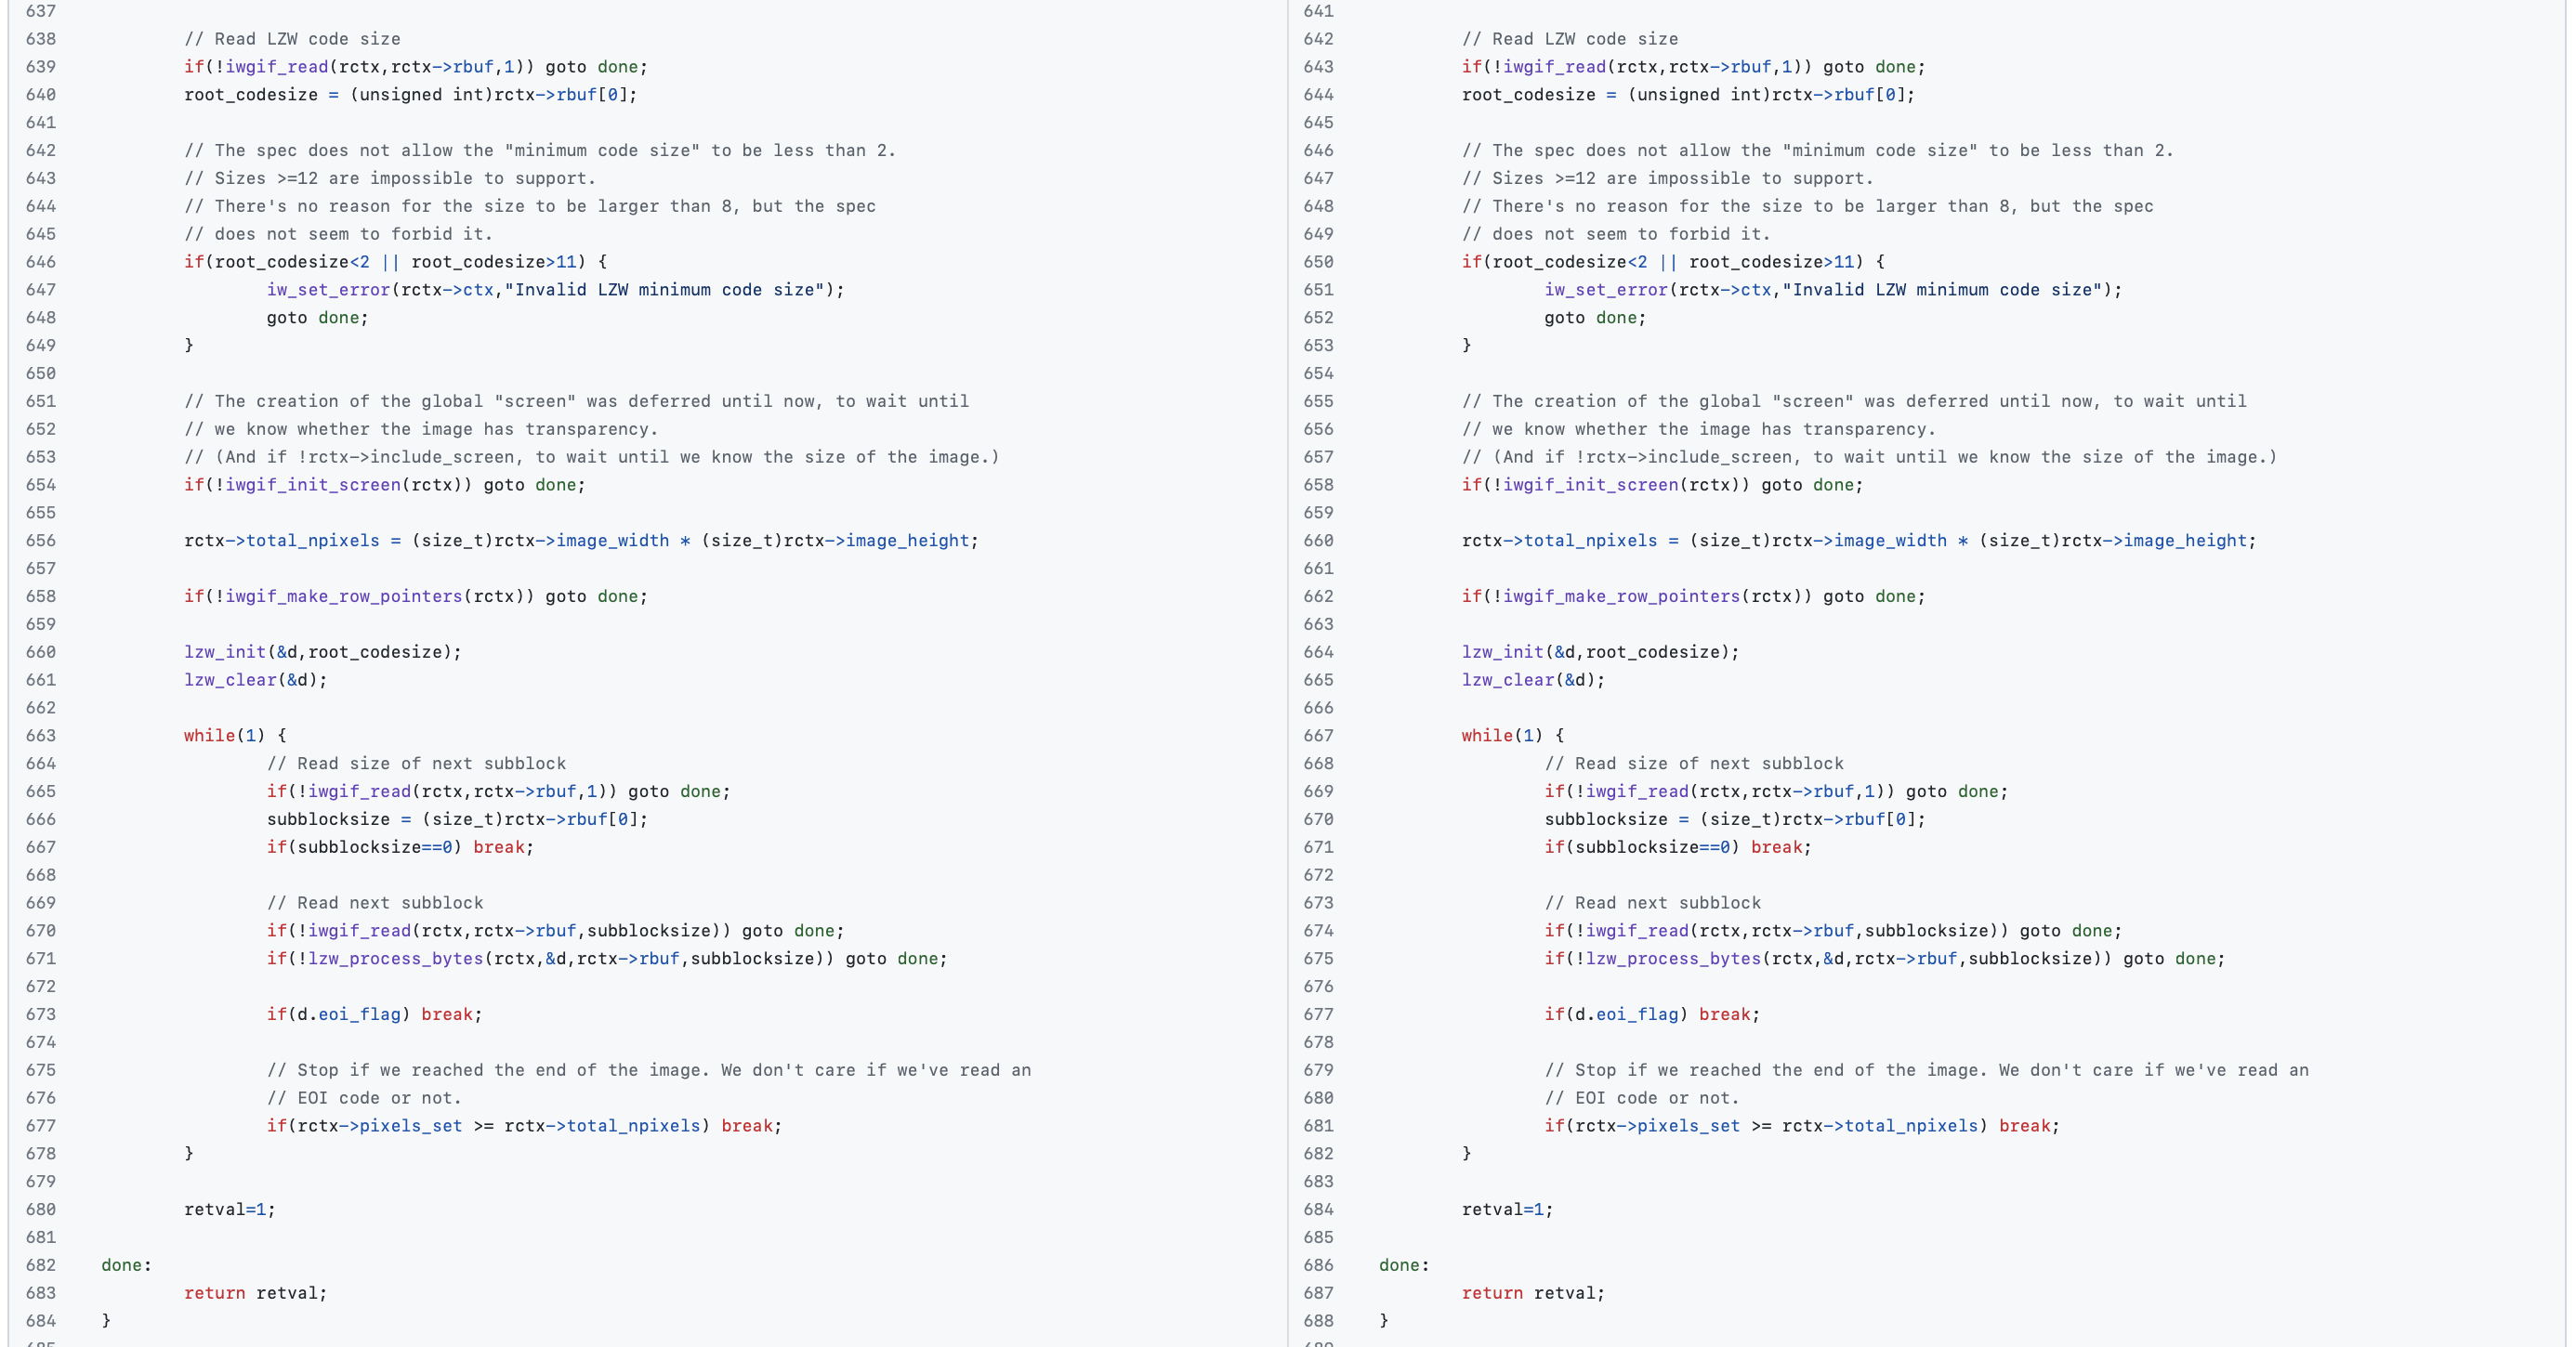 637
638 // Read LZW code size
639 if(!iwgif_read(rctx,rctx->rbuf,1)) goto done;
640 root_codesize = (unsigned int)rctx->rbuf[0];
641
642 // The spec does not allow the "minimum code size" to be less than 2.
643 // Sizes >=12 are impossible to support.
644 // There's no reason for the size to be larger than 8, but the spec
645 // does not seem to forbid it.
646 if(root_codesize<2 || root_codesize>11) {
647 iw_set_error(rctx->ctx,"Invalid LZW minimum code size");
648 goto done;
649 }
650
651 // The creation of the global "screen" was deferred until now, to wait until
652 // we know whether the image has transparency.
653 // (And if !rctx->include_screen, to wait until we know the size of the image.)
654 if(!iwgif_init_screen(rctx)) goto done;
655
656 rctx->total_npixels = (size_t)rctx->image_width * (size_t)rctx->image_height;
657
658 if(!iwgif_make_row_pointers(rctx)) goto done;
659
660 lzw_init(&d,root_codesize);
661 lzw_clear(&d);
662
663 while(1) {
664 // Read size of next subblock
665 if(!iwgif_read(rctx,rctx->rbuf,1)) goto done;
666 subblocksize = (size_t)rctx->rbuf[0];
667 if(subblocksize==0) break;
668
669 // Read next subblock
670 if(!iwgif_read(rctx,rctx->rbuf,subblocksize)) goto done;
671 if(!lzw_process_bytes(rctx,&d,rctx->rbuf,subblocksize)) goto done;
672
673 if(d.eoi_flag) break;
674
675 // Stop if we reached the end of the image. We don't care if we've read an
676 // EOI code or not.
677 if(rctx->pixels_set >= rctx->total_npixels) break;
678 }
679
680 retval=1;
681
682 done:
683 return retval;
684 }
641
642 // Read LZW code size
643 if(!iwgif_read(rctx,rctx->rbuf,1)) goto done;
644 root_codesize = (unsigned int)rctx->rbuf[0];
645
646 // The spec does not allow the "minimum code size" to be less than 2.
647 // Sizes >=12 are impossible to support.
648 // There's no reason for the size to be larger than 8, but the spec
649 // does not seem to forbid it.
650 if(root_codesize<2 || root_codesize>11) {
651 iw_set_error(rctx->ctx,"Invalid LZW minimum code size");
652 goto done;
653 }
654
655 // The creation of the global "screen" was deferred until now, to wait until
656 // we know whether the image has transparency.
657 // (And if !rctx->include_screen, to wait until we know the size of the image.)
658 if(!iwgif_init_screen(rctx)) goto done;
659
660 rctx->total_npixels = (size_t)rctx->image_width * (size_t)rctx->image_height;
661
662 if(!iwgif_make_row_pointers(rctx)) goto done;
663
664 lzw_init(&d,root_codesize);
665 lzw_clear(&d);
666
667 while(1) {
668 // Read size of next subblock
669 if(!iwgif_read(rctx,rctx->rbuf,1)) goto done;
670 subblocksize = (size_t)rctx->rbuf[0];
671 if(subblocksize==0) break;
672
673 // Read next subblock
674 if(!iwgif_read(rctx,rctx->rbuf,subblocksize)) goto done;
675 if(!lzw_process_bytes(rctx,&d,rctx->rbuf,subblocksize)) goto done;
676
677 if(d.eoi_flag) break;
678
679 // Stop if we reached the end of the image. We don't care if we've read an
680 // EOI code or not.
681 if(rctx->pixels_set >= rctx->total_npixels) break;
682 }
683
684 retval=1;
685
686 done:
687 return retval;
688 }